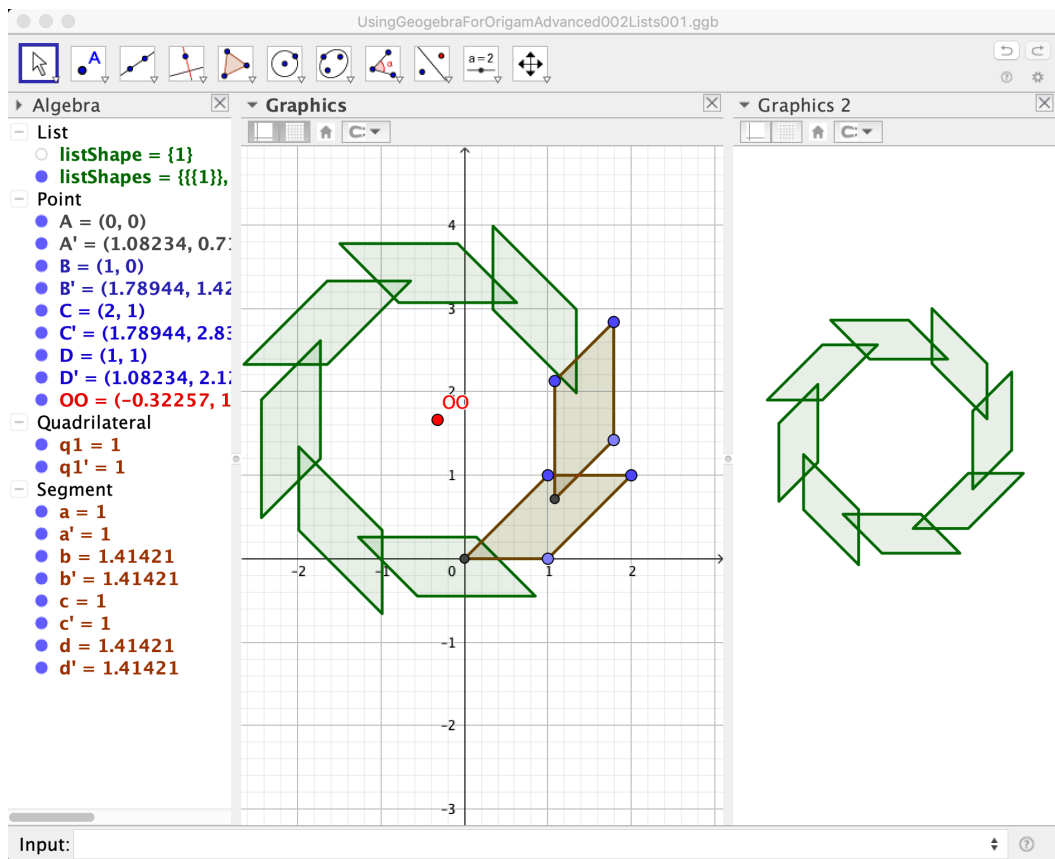 UsingGeogebraForOrigamAdvanced002Lists001.ggb
A
α
a=2
Algebra
Graphics
Graphics 2
List
listShape = {1}
listShapes = {{{1}},
Point
A = (0, 0)
A' = (1.08234, 0.71
B = (1, 0)
B' = (1.78944, 1.42
C = (2, 1)
C' = (1.78944, 2.83
D = (1, 1)
D' = (1.08234, 2.12
OO = (−0.32257, 1
Quadrilateral
q1 = 1
q1' = 1
Segment
a = 1
a' = 1
b = 1.41421
b' = 1.41421
c = 1
c' = 1
d = 1.41421
d' = 1.41421
4
3
2
OO
1
-2
-1
0
1
2
-1
-2
-3
Input: